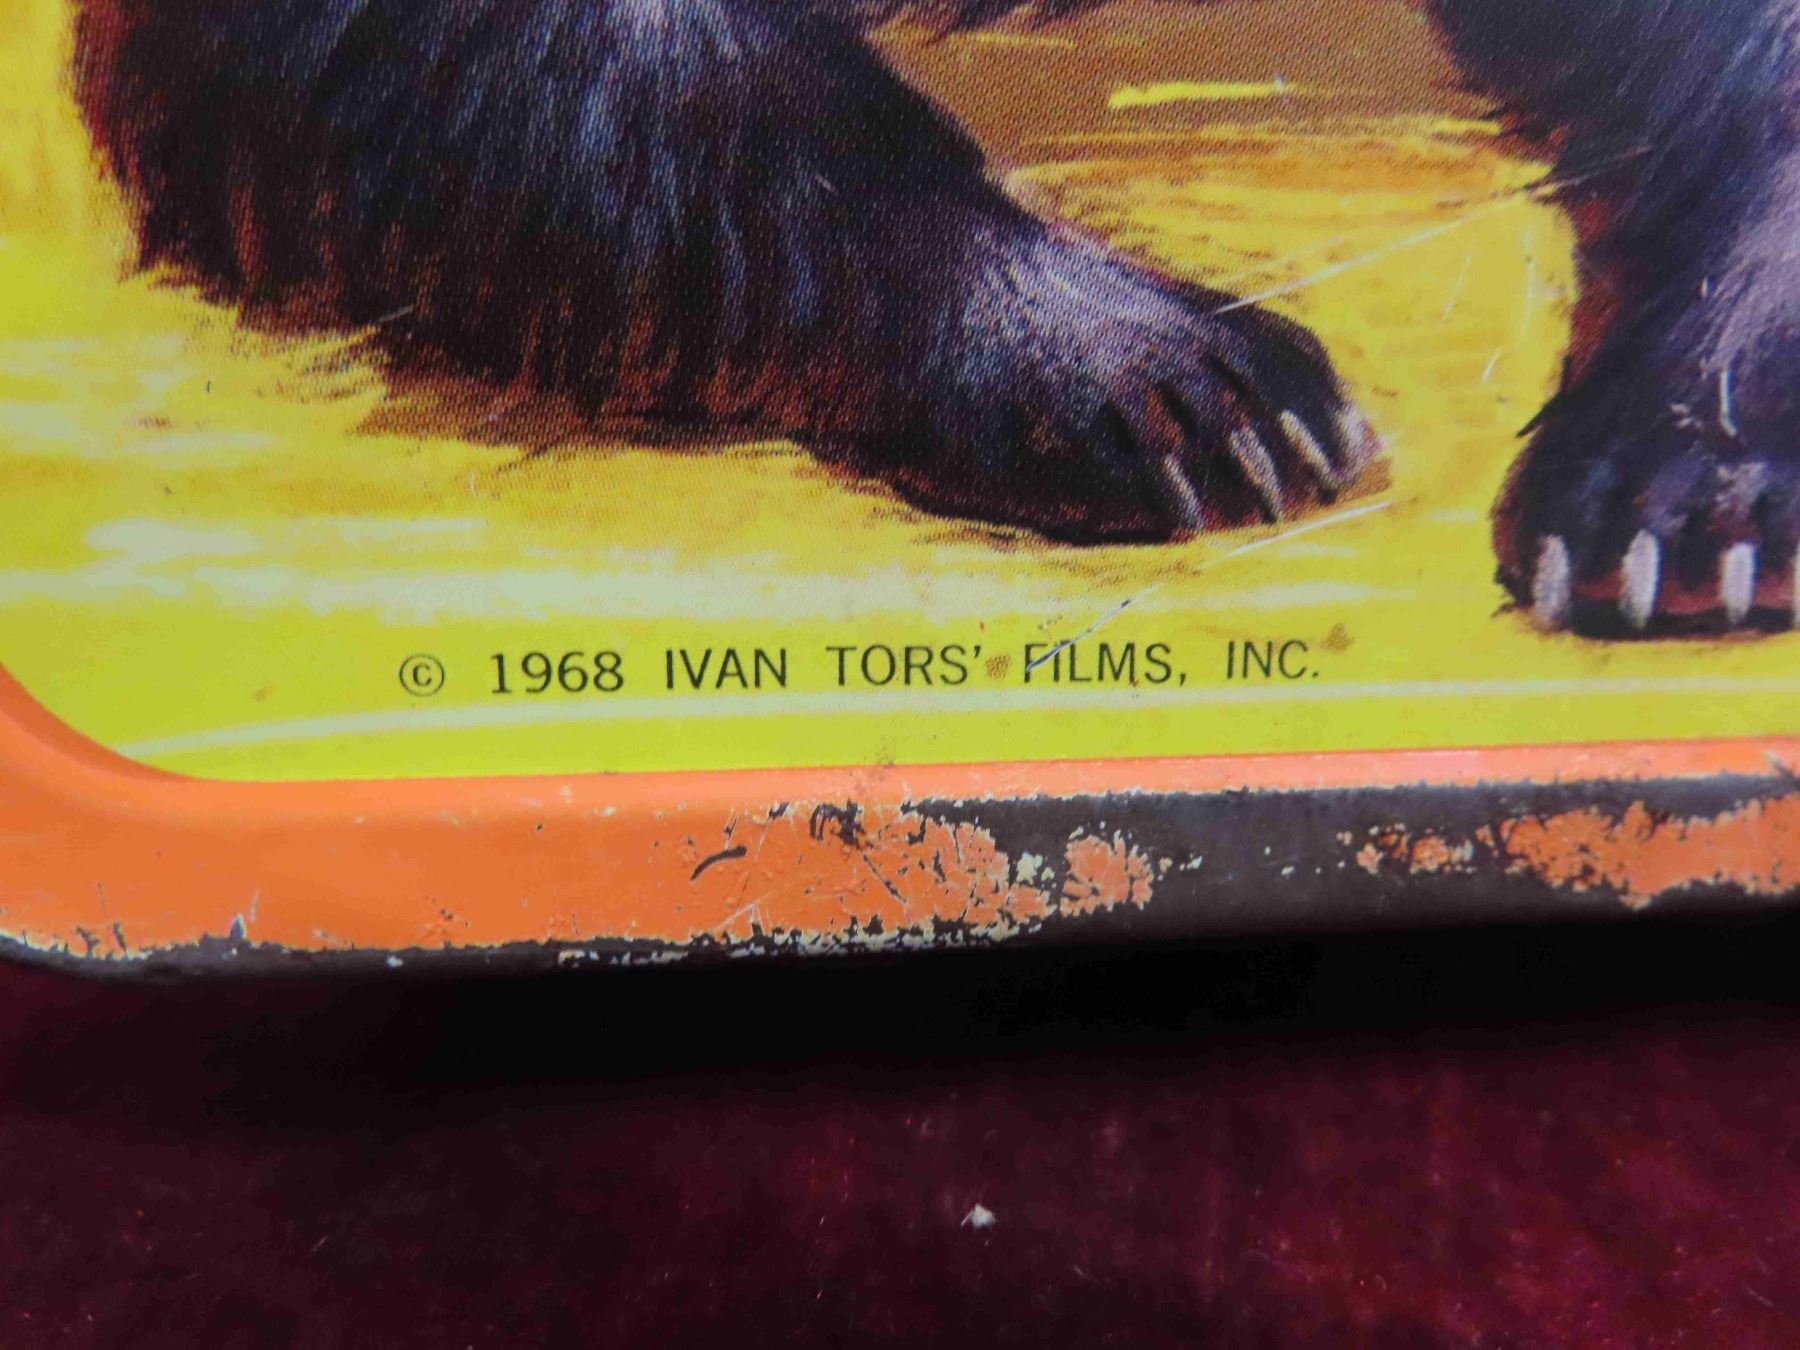 © 1968 IVAN TORS' FILMS, INC.